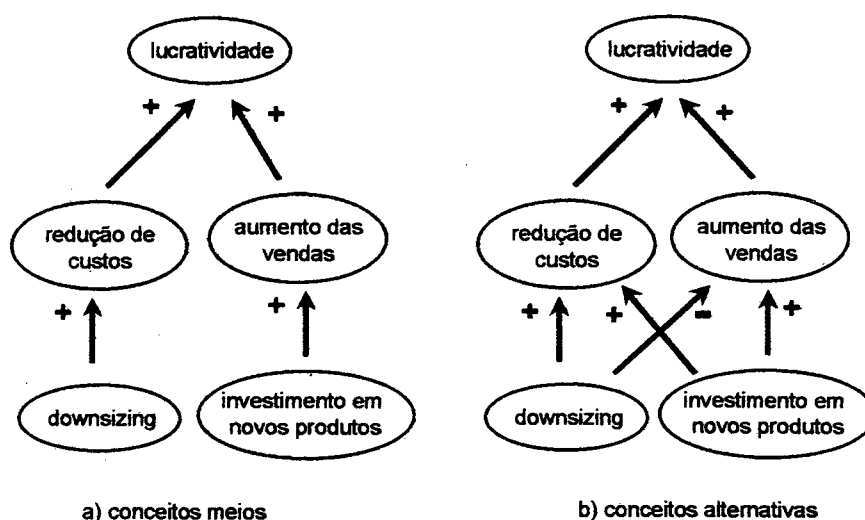 lucratividade
+
+
redução de
custos
aumento das
vendas
+
+
downsizing
investimento em
novos produtos
a) conceitos meios
lucratividade
+
+
redução de
custos
aumento das
vendas
+
+
-
+
downsizing
investimento em
novos produtos
b) conceitos alternativas